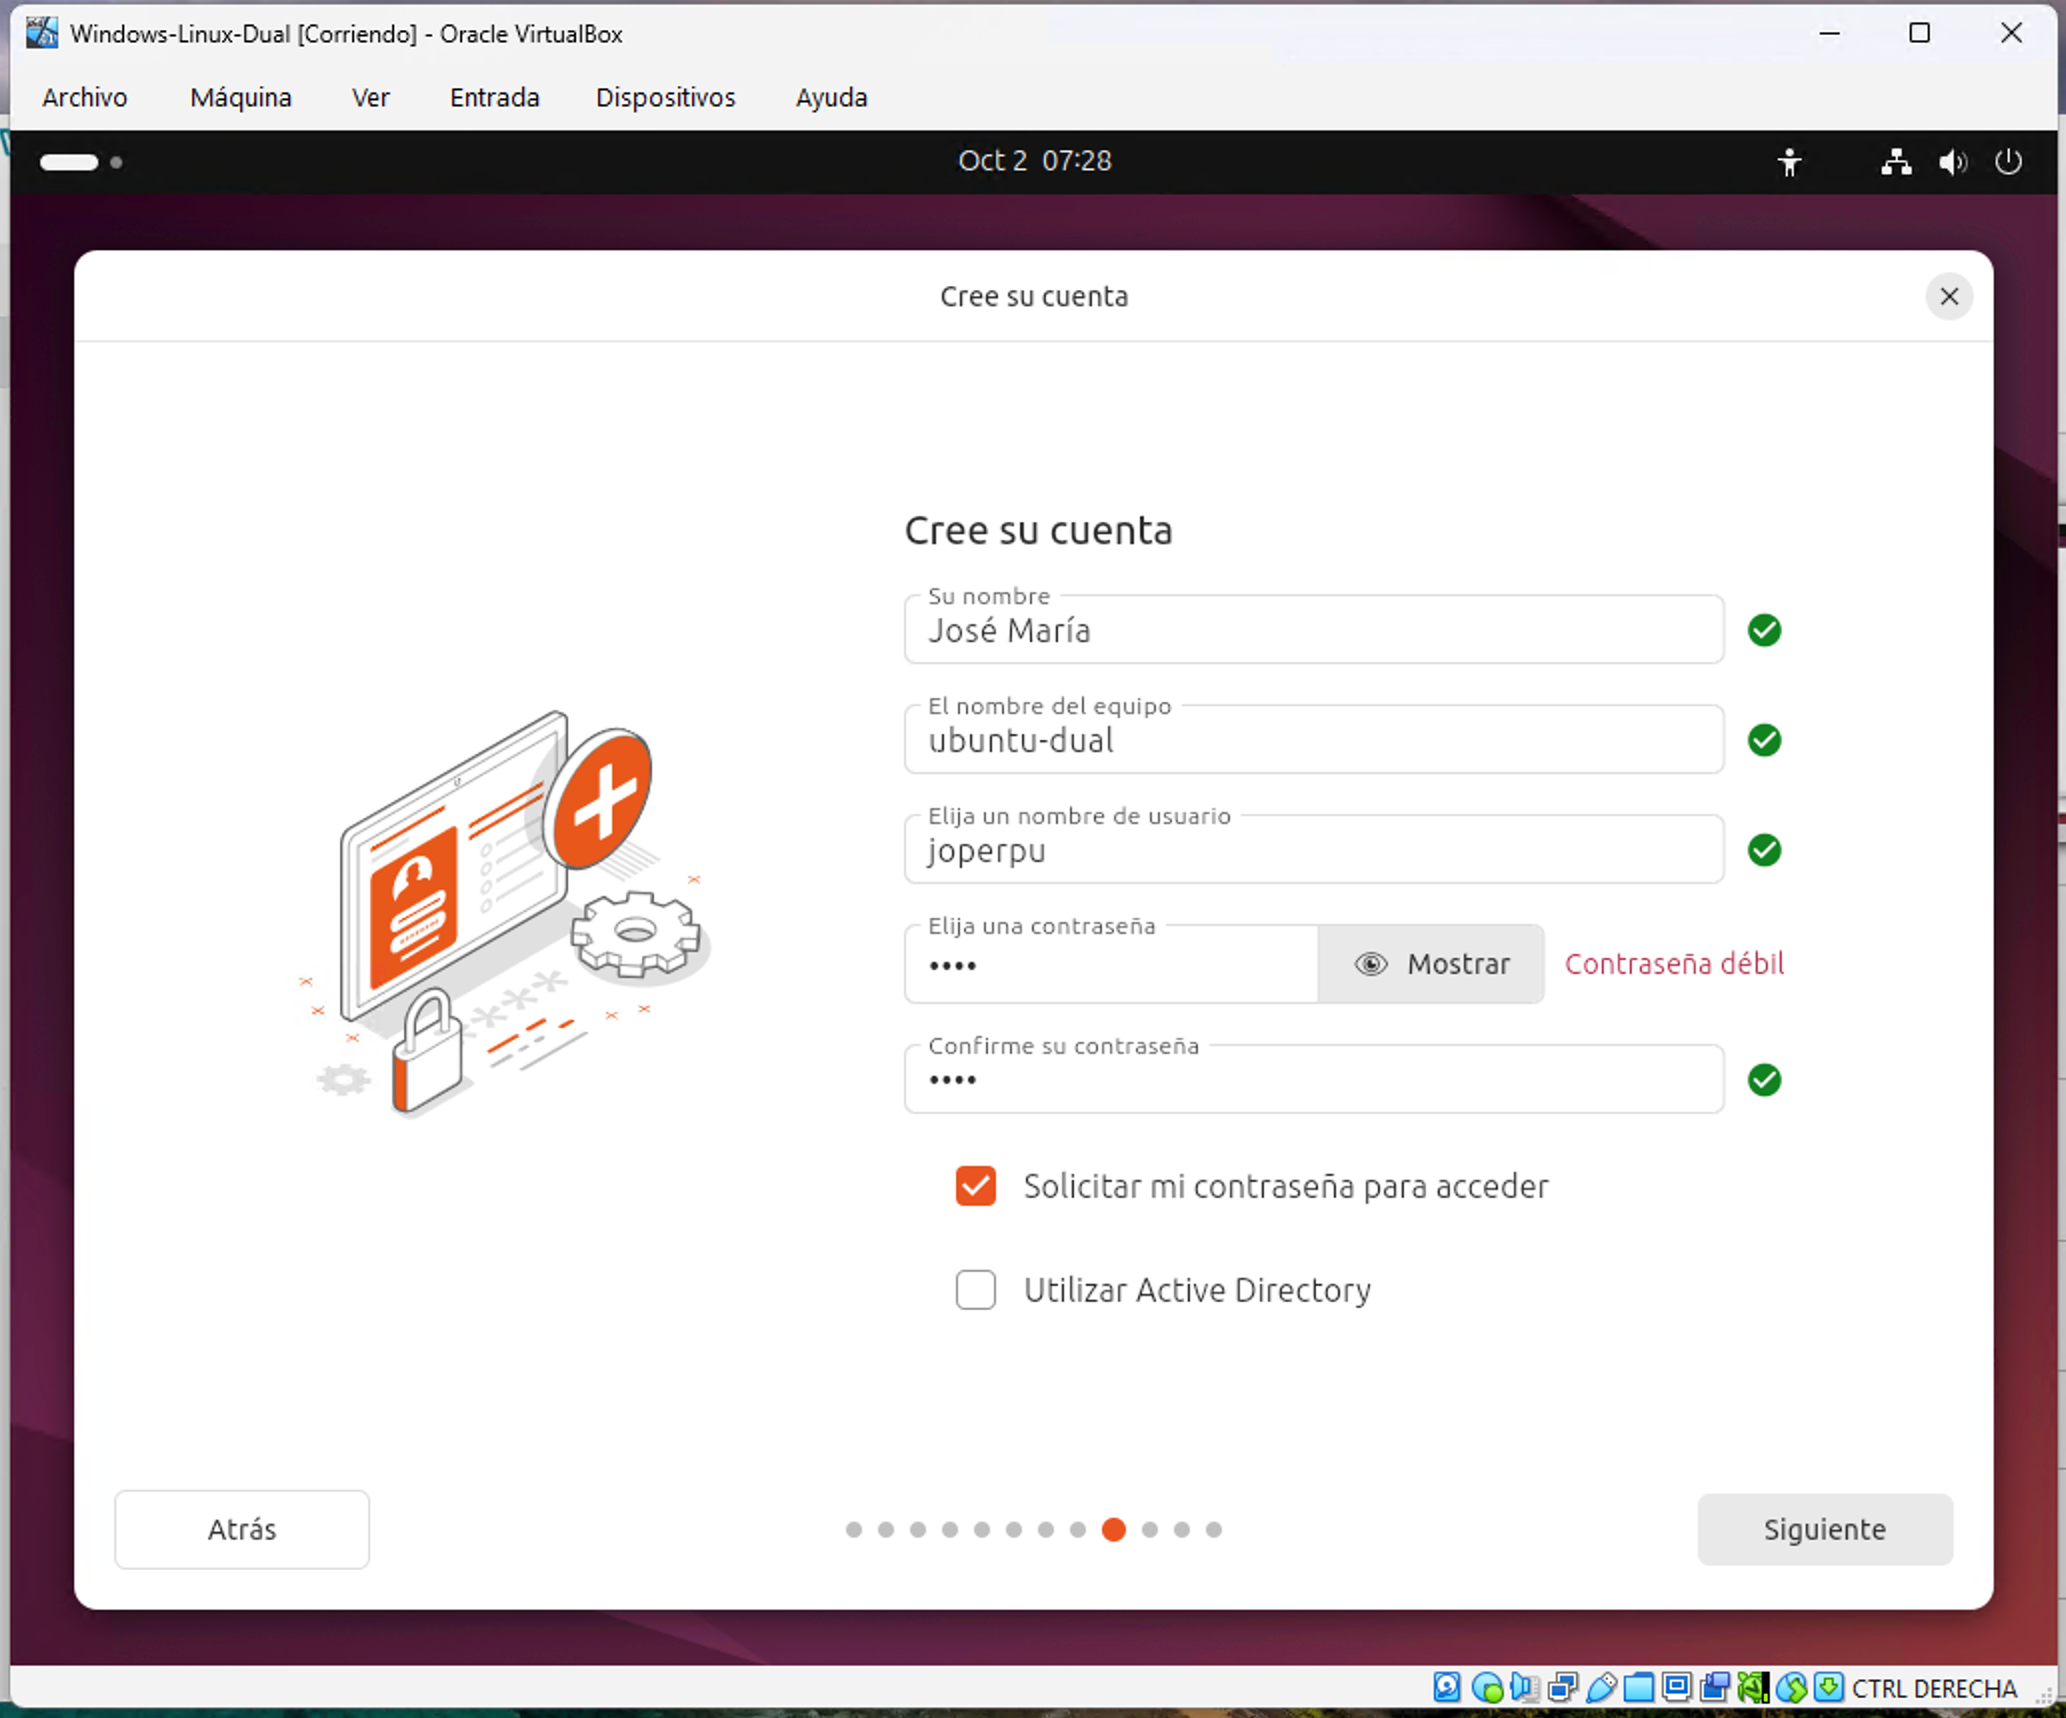 Windows-Linux-Dual [Corriendo] - Oracle VirtualBox
Archivo Máquina Ver Entrada Dispositivos Ayuda
Oct 2 07:28
Cree su cuenta
Cree su cuenta
Su nombre
José María
El nombre del equipo
ubuntu-dual
Elija un nombre de usuario
joperpu
Elija una contraseña
•••• Mostrar Contraseña débil
Confirme su contraseña
••••
Solicitar mi contraseña para acceder
Utilizar Active Directory
Atrás Siguiente
CTRL DERECHA